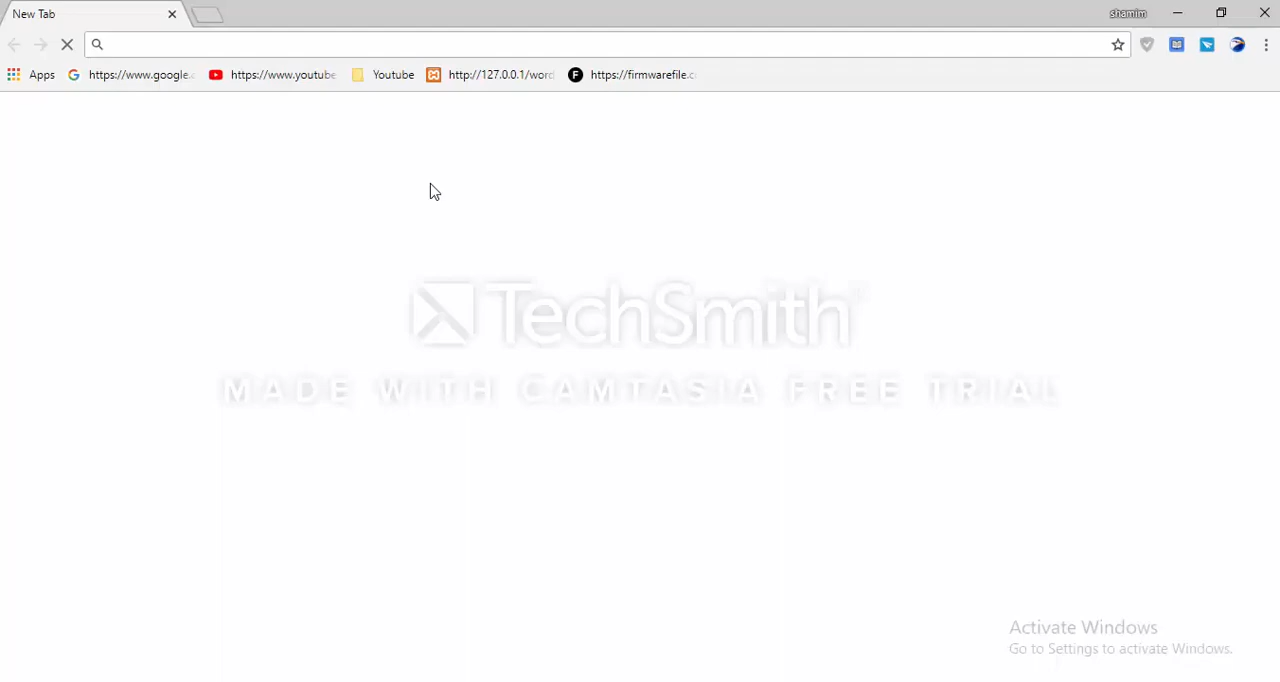 New Tab
shamim
Apps
https://www.google.
https://www.youtube
Youtube
http://127.0.0.1/word
https://firmwarefile.c
TechSmith
MADE WITH CAMTASIA FREE TRIAL
Activate Windows
Go to Settings to activate Windows.